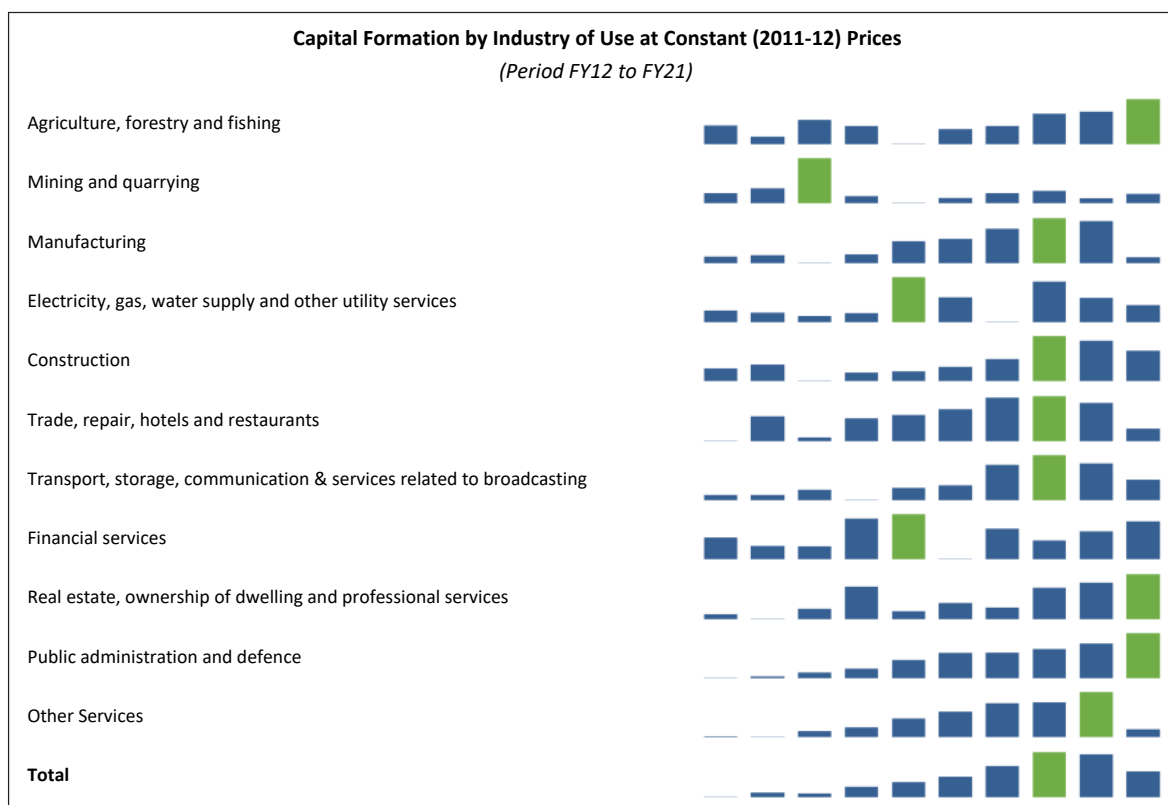 Capital Formation by Industry of Use at Constant (2011-12) Prices
(Period FY12 to FY21)
Agriculture, forestry and fishing
Mining and quarrying
Manufacturing
Electricity, gas, water supply and other utility services
Construction
Trade, repair, hotels and restaurants
Transport, storage, communication & services related to broadcasting
Financial services
Real estate, ownership of dwelling and professional services
Public administration and defence
Other Services
Total